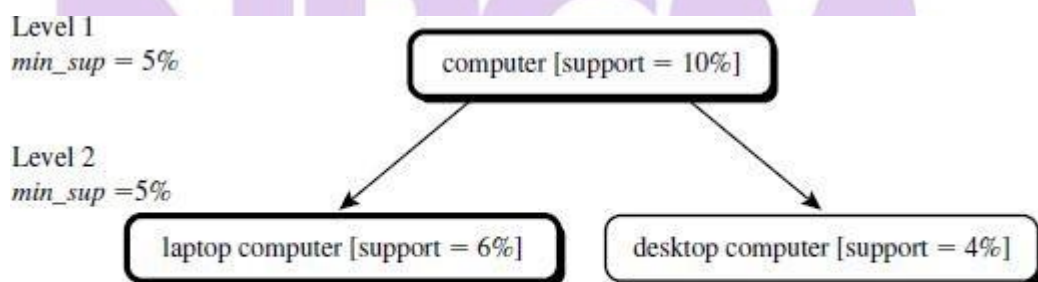 Level 1
min_sup = 5%
computer [support = 10%]
Level 2
min_sup =5%
laptop computer [support = 6%]
desktop computer [support = 4%]